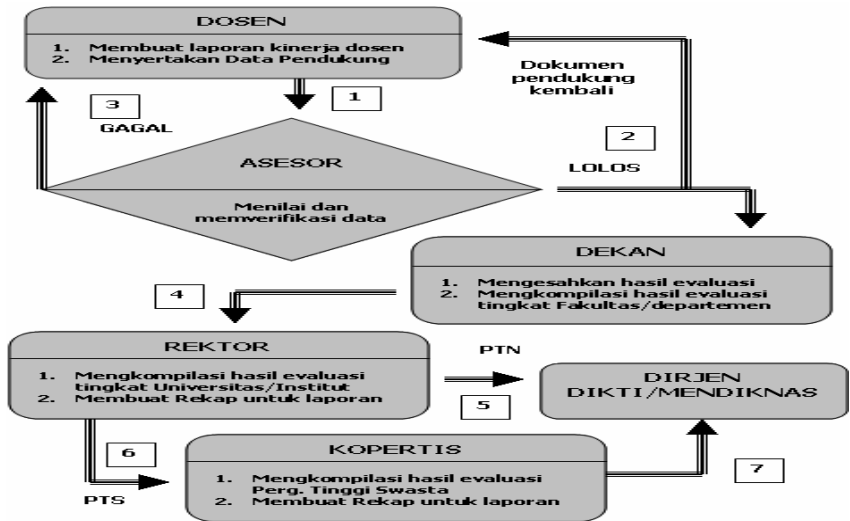 DOSEN
1. Membuat laporan kinerja dosen
2. Menyertakan Data Pendukung
Dokumen
pendukung
kembali
3
1
GAGAL
2
ASESOR
LOLOS
Menilai dan
memverifikasi data
DEKAN
1. Mengesahkan hasil evaluasi
2. Mengkompilasi hasil evaluasi
tingkat Fakultas/departemen
4
REKTOR
1. Mengkompilasi hasil evaluasi
tingkat Universitas/Institut
2. Membuat Rekap untuk laporan
PTN
5
DIRJEN
DIKTI/MENDIKNAS
6
PTS
KOPERTIS
1. Mengkompilasi hasil evaluasi
Perg. Tinggi Swasta
2. Membuat Rekap untuk laporan
7